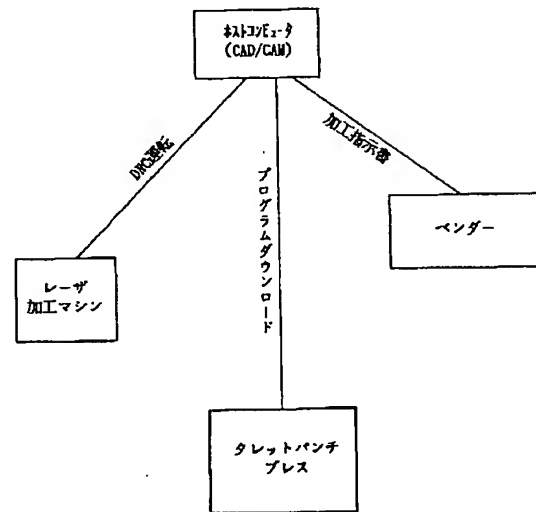 ホストコンピュータ
(CAD/CAM)
DNC運転
プログラムダウンロード
加工指示書
ベンダー
レーザ
加工マシン
タレットパンチ
プレス